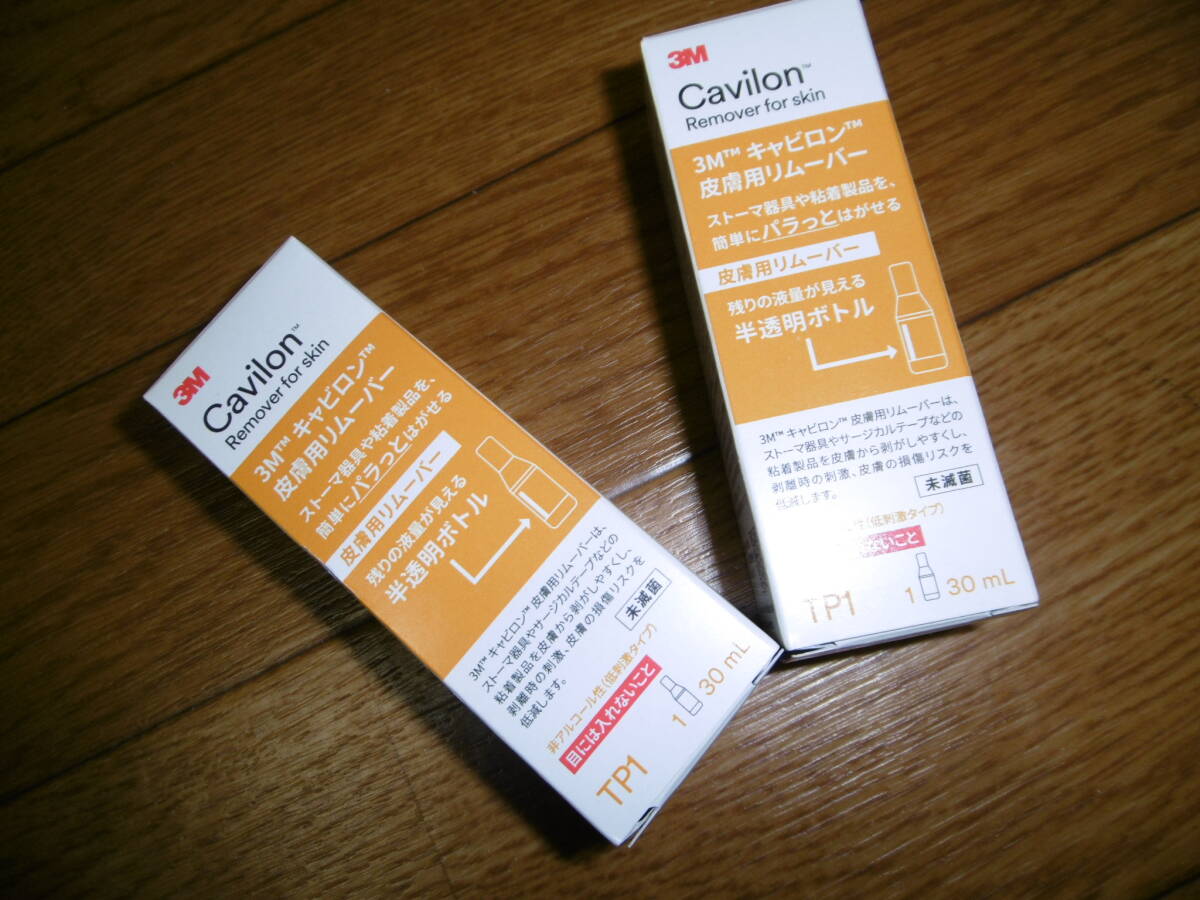 3M
Cavilon™
Remover for skin
3M™ キャビロン™
皮膚用リムーバー
ストーマ器具や粘着製品を、
簡単にパラっとはがせる
皮膚用リムーバー
残りの液量が見える
半透明ボトル
3M™ キャビロン™ 皮膚用リムーバーは、
ストーマ器具やサージカルテープなどの
粘着製品を皮膚から剥がしやすくし、
剥離時の刺激、皮膚の損傷リスクを
低減します。
未滅菌
非アルコール性(低刺激タイプ)
目には入れないこと
TP1
1 30 mL
3M
Cavilon™
Remover for skin
3M™ キャビロン™
皮膚用リムーバー
ストーマ器具や粘着製品を、
簡単にパラっとはがせる
皮膚用リムーバー
残りの液量が見える
半透明ボトル
3M™ キャビロン™ 皮膚用リムーバーは、
ストーマ器具やサージカルテープなどの
粘着製品を皮膚から剥がしやすくし、
剥離時の刺激、皮膚の損傷リスクを
低減します。
未滅菌
性(低刺激タイプ)
ないこと
TP1
1 30 mL